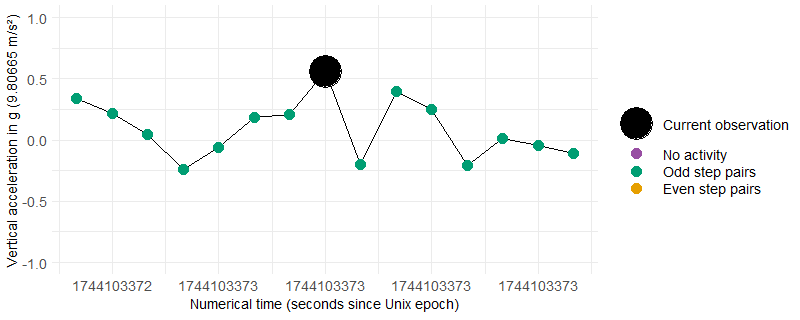 Vertical acceleration in g (9.80665 m/s²)
1.0
0.5
0.0
-0.5
-1.0
1744103372 1744103373 1744103373 1744103373 1744103373
Numerical time (seconds since Unix epoch)
Current observation
No activity
Odd step pairs
Even step pairs